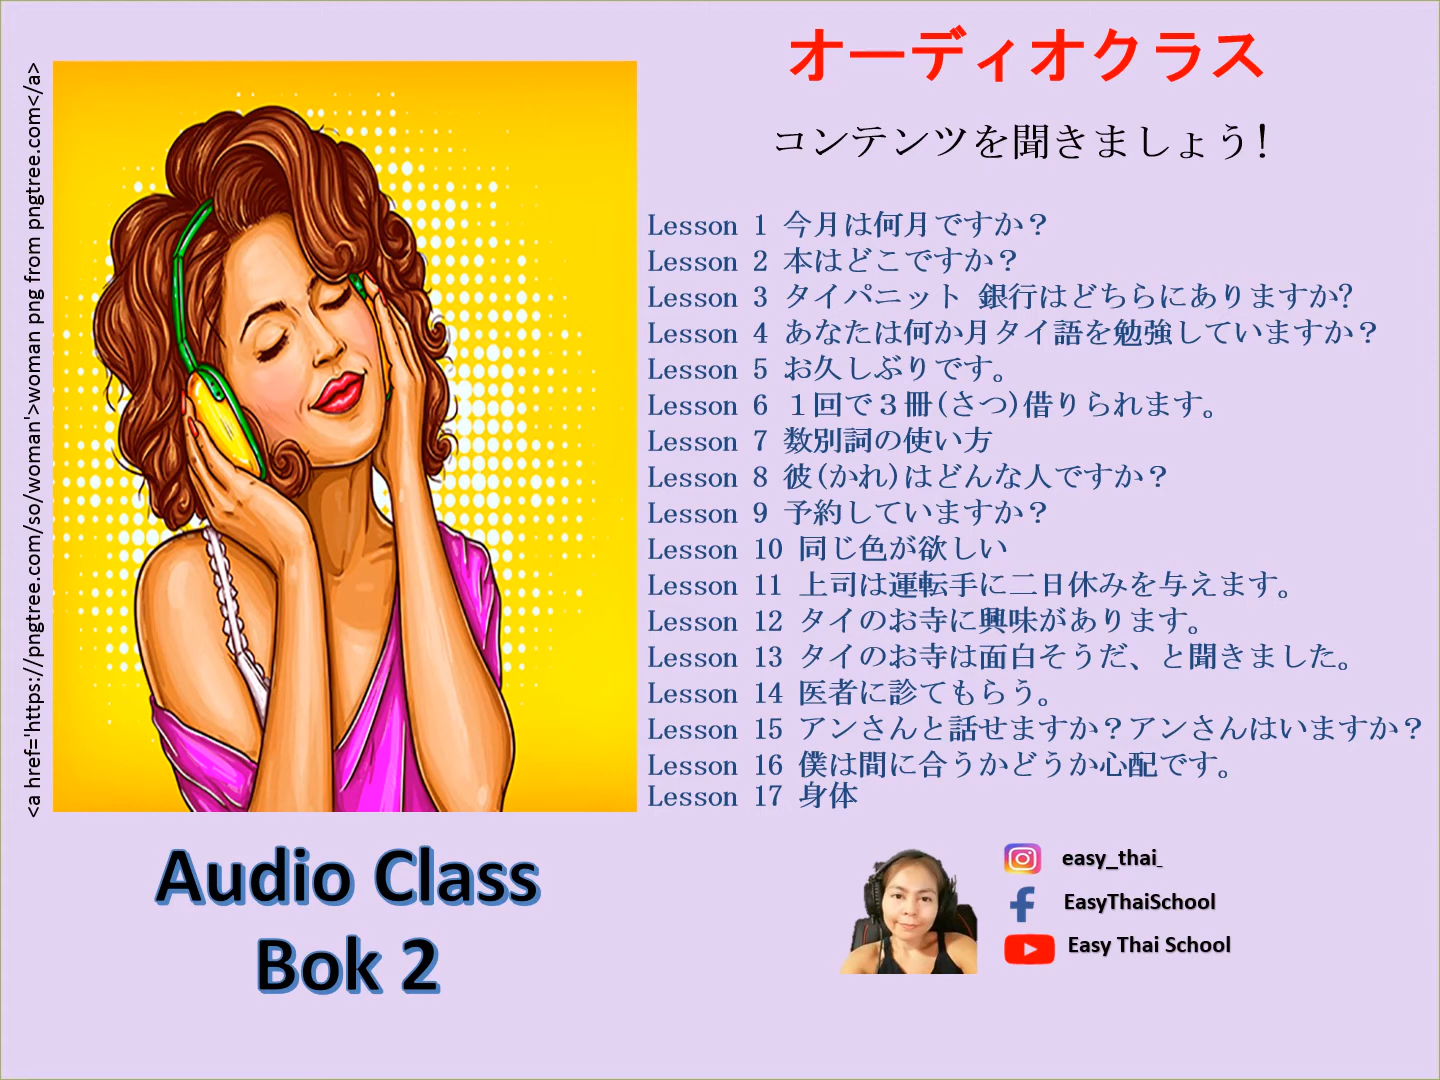 オーディオクラス
コンテンツを聞きましょう!
Lesson 1 今月は何月ですか？
Lesson 2 本はどこですか？
Lesson 3 タイパニット 銀行はどちらにありますか?
Lesson 4 あなたは何か月タイ語を勉強していますか？
Lesson 5 お久しぶりです。
Lesson 6 １回で３冊(さつ)借りられます。
Lesson 7 数別詞の使い方
Lesson 8 彼(かれ)はどんな人ですか？
Lesson 9 予約していますか？
Lesson 10 同じ色が欲しい
Lesson 11 上司は運転手に二日休みを与えます。
Lesson 12 タイのお寺に興味があります。
Lesson 13 タイのお寺は面白そうだ、と聞きました。
Lesson 14 医者に診てもらう。
Lesson 15 アンさんと話せますか？アンさんはいますか？
Lesson 16 僕は間に合うかどうか心配です。
Lesson 17 身体
<a href='https://pngtree.com/so/woman'>woman png from pngtree.com</a>
Audio Class
Bok 2
easy_thai_
EasyThaiSchool
Easy Thai School